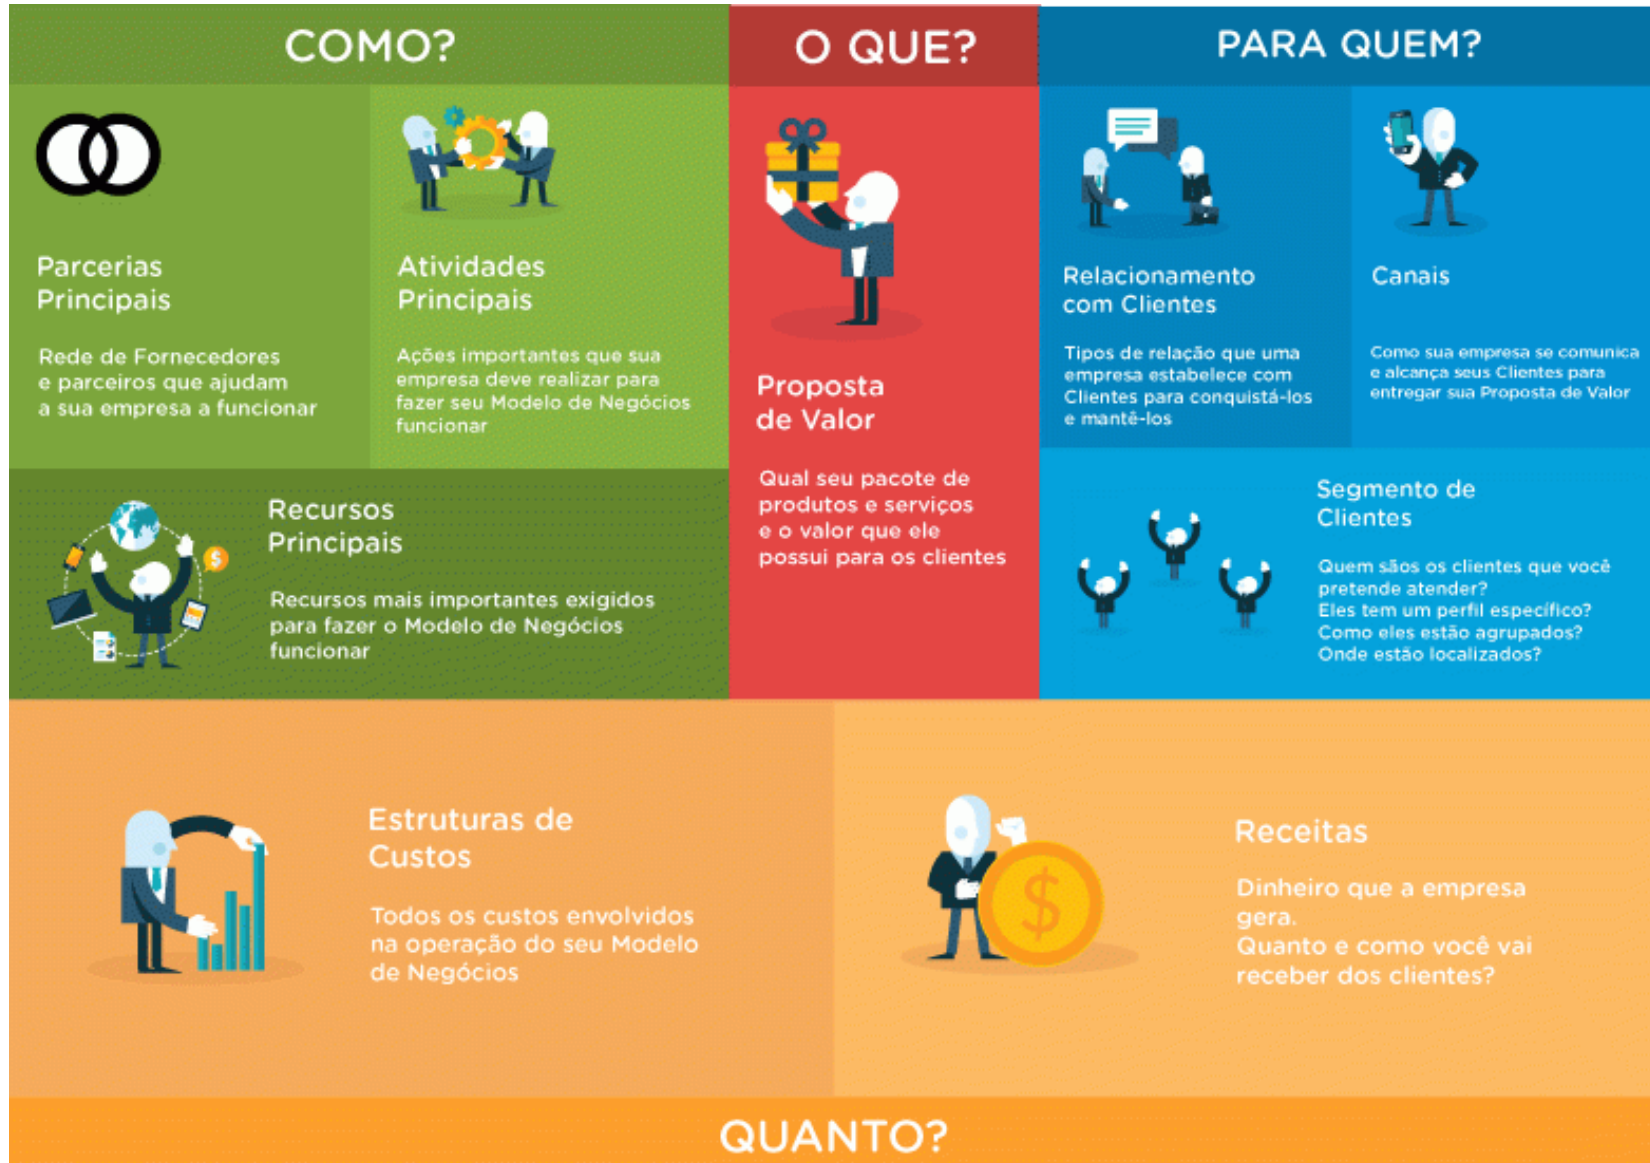 COMO?
Parcerias
Principais
Rede de Fornecedores
e parceiros que ajudam
a sua empresa a funcionar
Atividades
Principais
Ações importantes que sua
empresa deve realizar para
fazer seu Modelo de Negócios
funcionar
Recursos
Principais
Recursos mais importantes exigidos
para fazer o Modelo de Negócios
funcionar
O QUE?
Proposta
de Valor
Qual seu pacote de
produtos e serviços
e o valor que ele
possui para os clientes
PARA QUEM?
Relacionamento
com Clientes
Tipos de relação que uma
empresa estabelece com
Clientes para conquistá-los
e mantê-los
Canais
Como sua empresa se comunica
e alcança seus Clientes para
entregar sua Proposta de Valor
Segmento de
Clientes
Quem sãos os clientes que você
pretende atender?
Eles tem um perfil específico?
Como eles estão agrupados?
Onde estão localizados?
Estruturas de
Custos
Todos os custos envolvidos
na operação do seu Modelo
de Negócios
$
Receitas
Dinheiro que a empresa
gera.
Quanto e como você vai
receber dos clientes?
QUANTO?